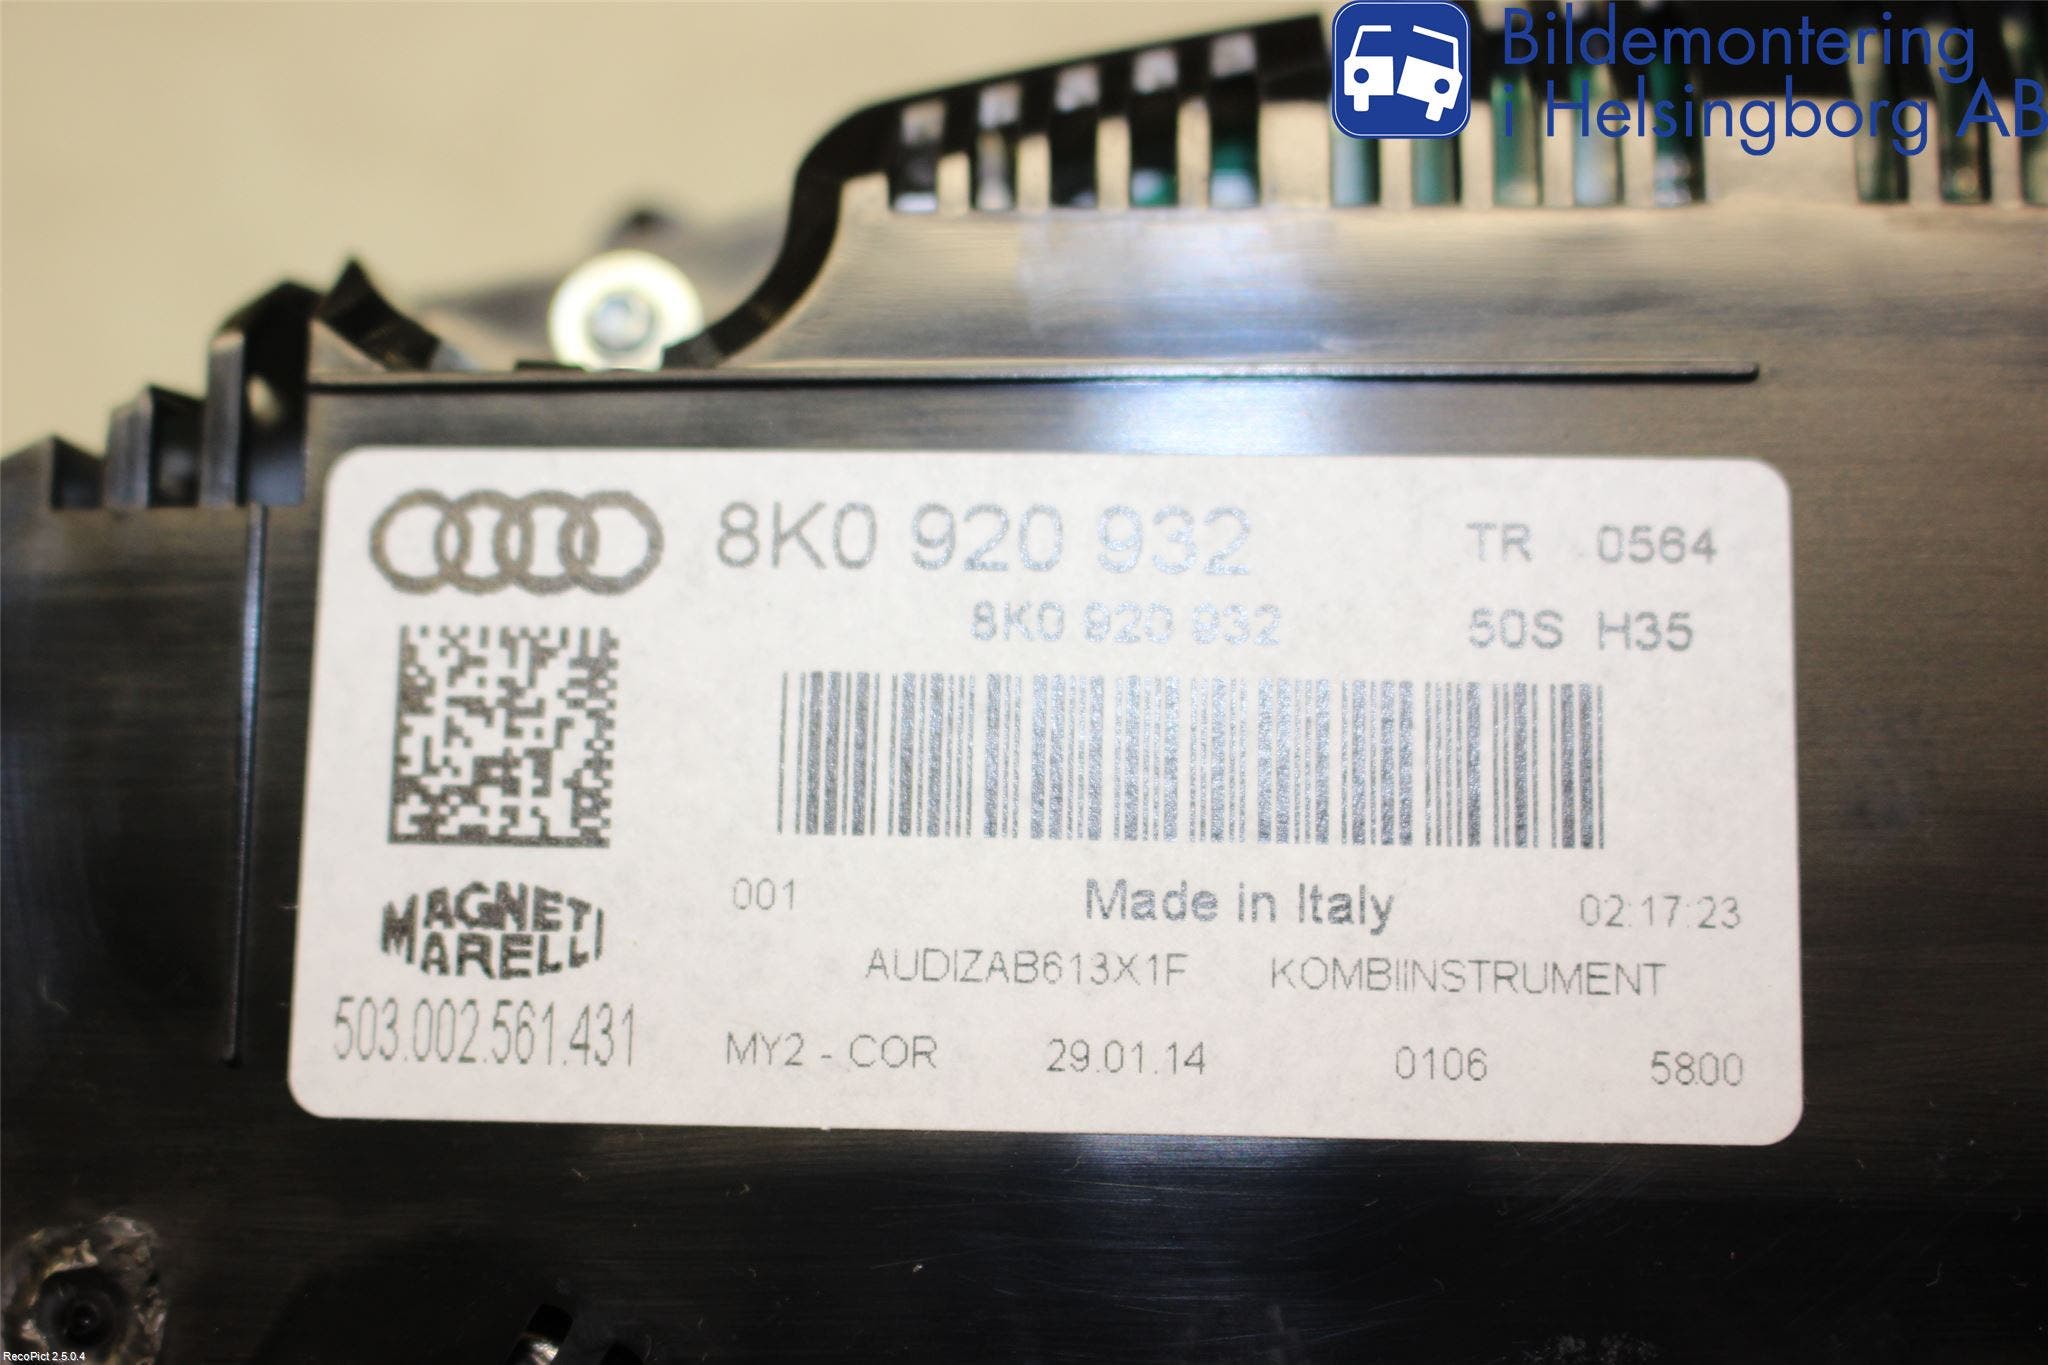 Bildemontering
i Helsingborg AB
8K0 920 932
TR 0564
8K0 920 932
50S H35
001
Made in Italy
02:17:23
MAGNETI
MARELLI
AUDIZAB613X1F
KOMBIINSTRUMENT
503.002.561.431
MY2 - COR
29.01.14
0106
5800
RecoPict 2.5.0.4